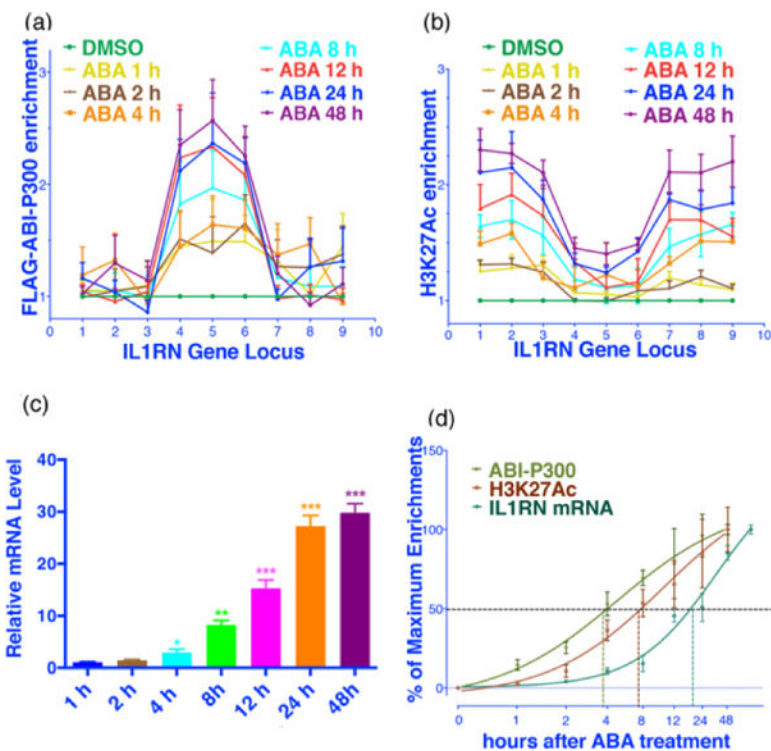 (a)
DMSO
ABA 1 h
ABA 2 h
ABA 4 h
ABA 8 h
ABA 12 h
ABA 24 h
ABA 48 h
FLAG-ABI-P300 enrichment
3
2
1
0 1 2 3 4 5 6 7 8 9 10
IL1RN Gene Locus
(b)
DMSO
ABA 1 h
ABA 2 h
ABA 4 h
ABA 8 h
ABA 12 h
ABA 24 h
ABA 48 h
H3K27Ac enrichment
3
2
1
0 1 2 3 4 5 6 7 8 9 10
IL1RN Gene Locus
(c)
Relative mRNA Level
40
30
20
10
0
*
**
***
***
***
1 h
2 h
4 h
8h
12 h
24 h
48h
(d)
ABI-P300
H3K27Ac
IL1RN mRNA
% of Maximum Enrichments
150
100
50
0
0 1 2 4 8 12 24 48
hours after ABA treatment